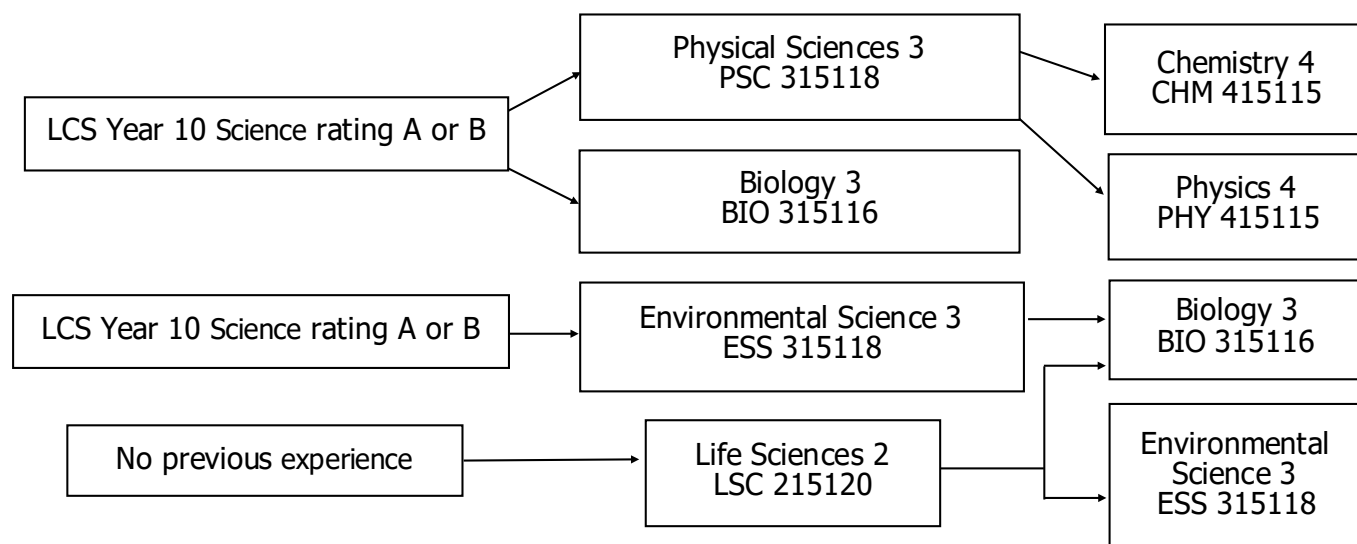 LCS Year 10 Science rating A or B
Physical Sciences 3
PSC 315118
Biology 3
BIO 315116
Chemistry 4
CHM 415115
Physics 4
PHY 415115
LCS Year 10 Science rating A or B
Environmental Science 3
ESS 315118
Biology 3
BIO 315116
No previous experience
Life Sciences 2
LSC 215120
Environmental
Science 3
ESS 315118